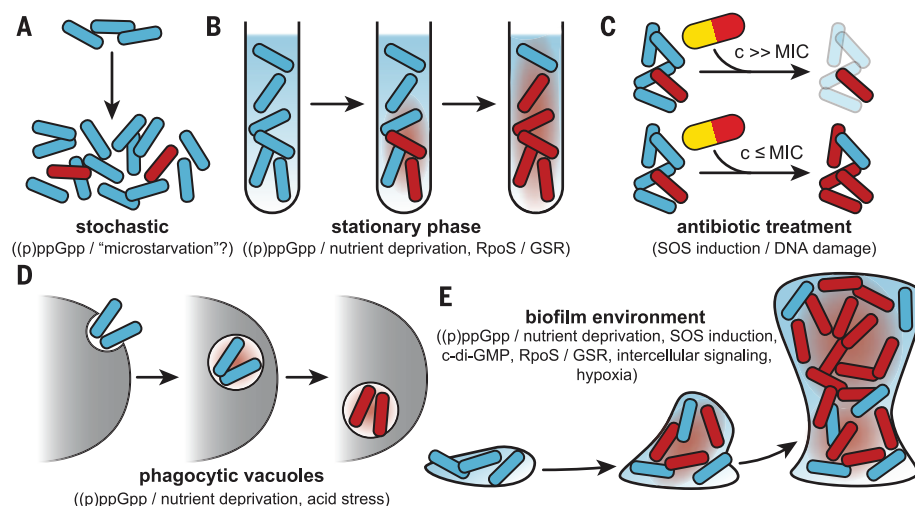 A
stochastic
((p)ppGpp / “microstarvation”?)
B
stationary phase
((p)ppGpp / nutrient deprivation, RpoS / GSR)
C
c >> MIC
c ≤ MIC
antibiotic treatment
(SOS induction / DNA damage)
D
phagocytic vacuoles
((p)ppGpp / nutrient deprivation, acid stress)
E
biofilm environment
((p)ppGpp / nutrient deprivation, SOS induction,
c-di-GMP, RpoS / GSR, intercellular signaling,
hypoxia)